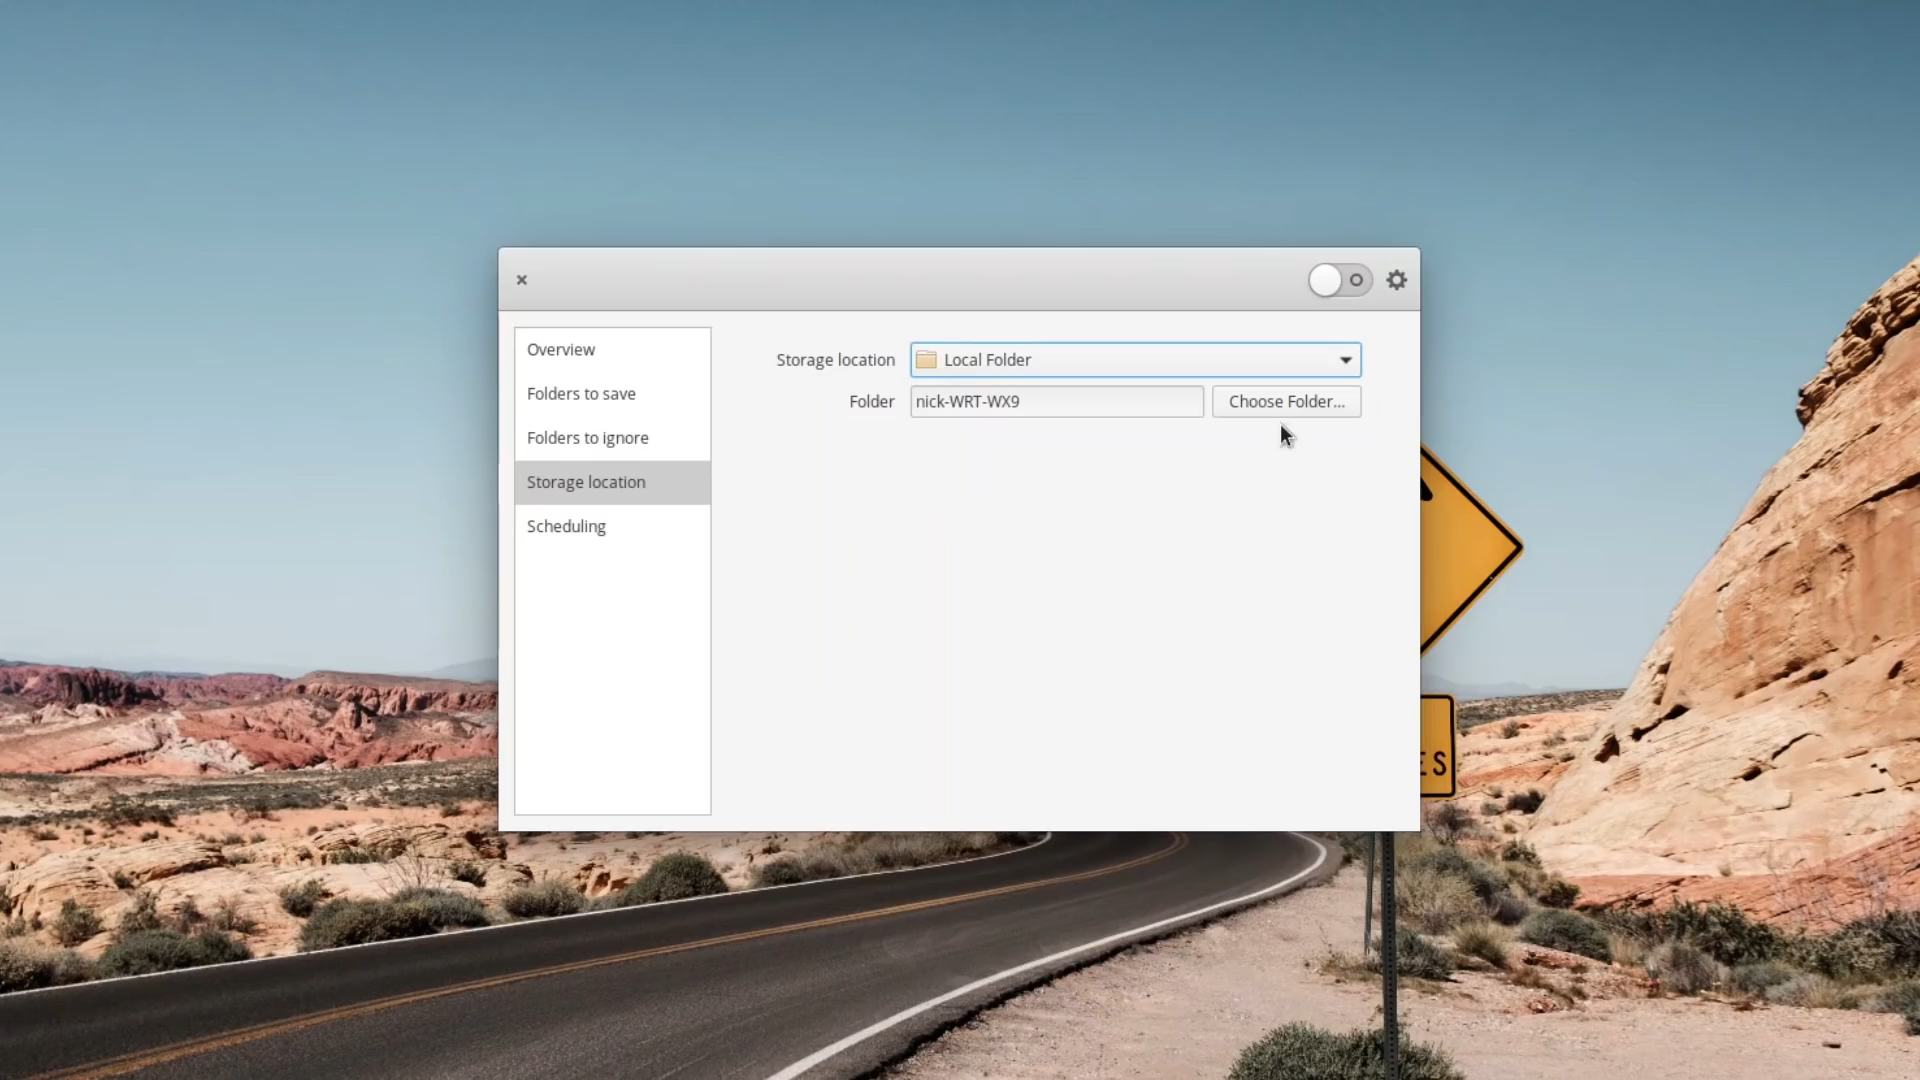 Overview
Folders to save
Folders to ignore
Storage location
Scheduling
Storage location Local Folder
Folder nick-WRT-WX9 Choose Folder...
ES